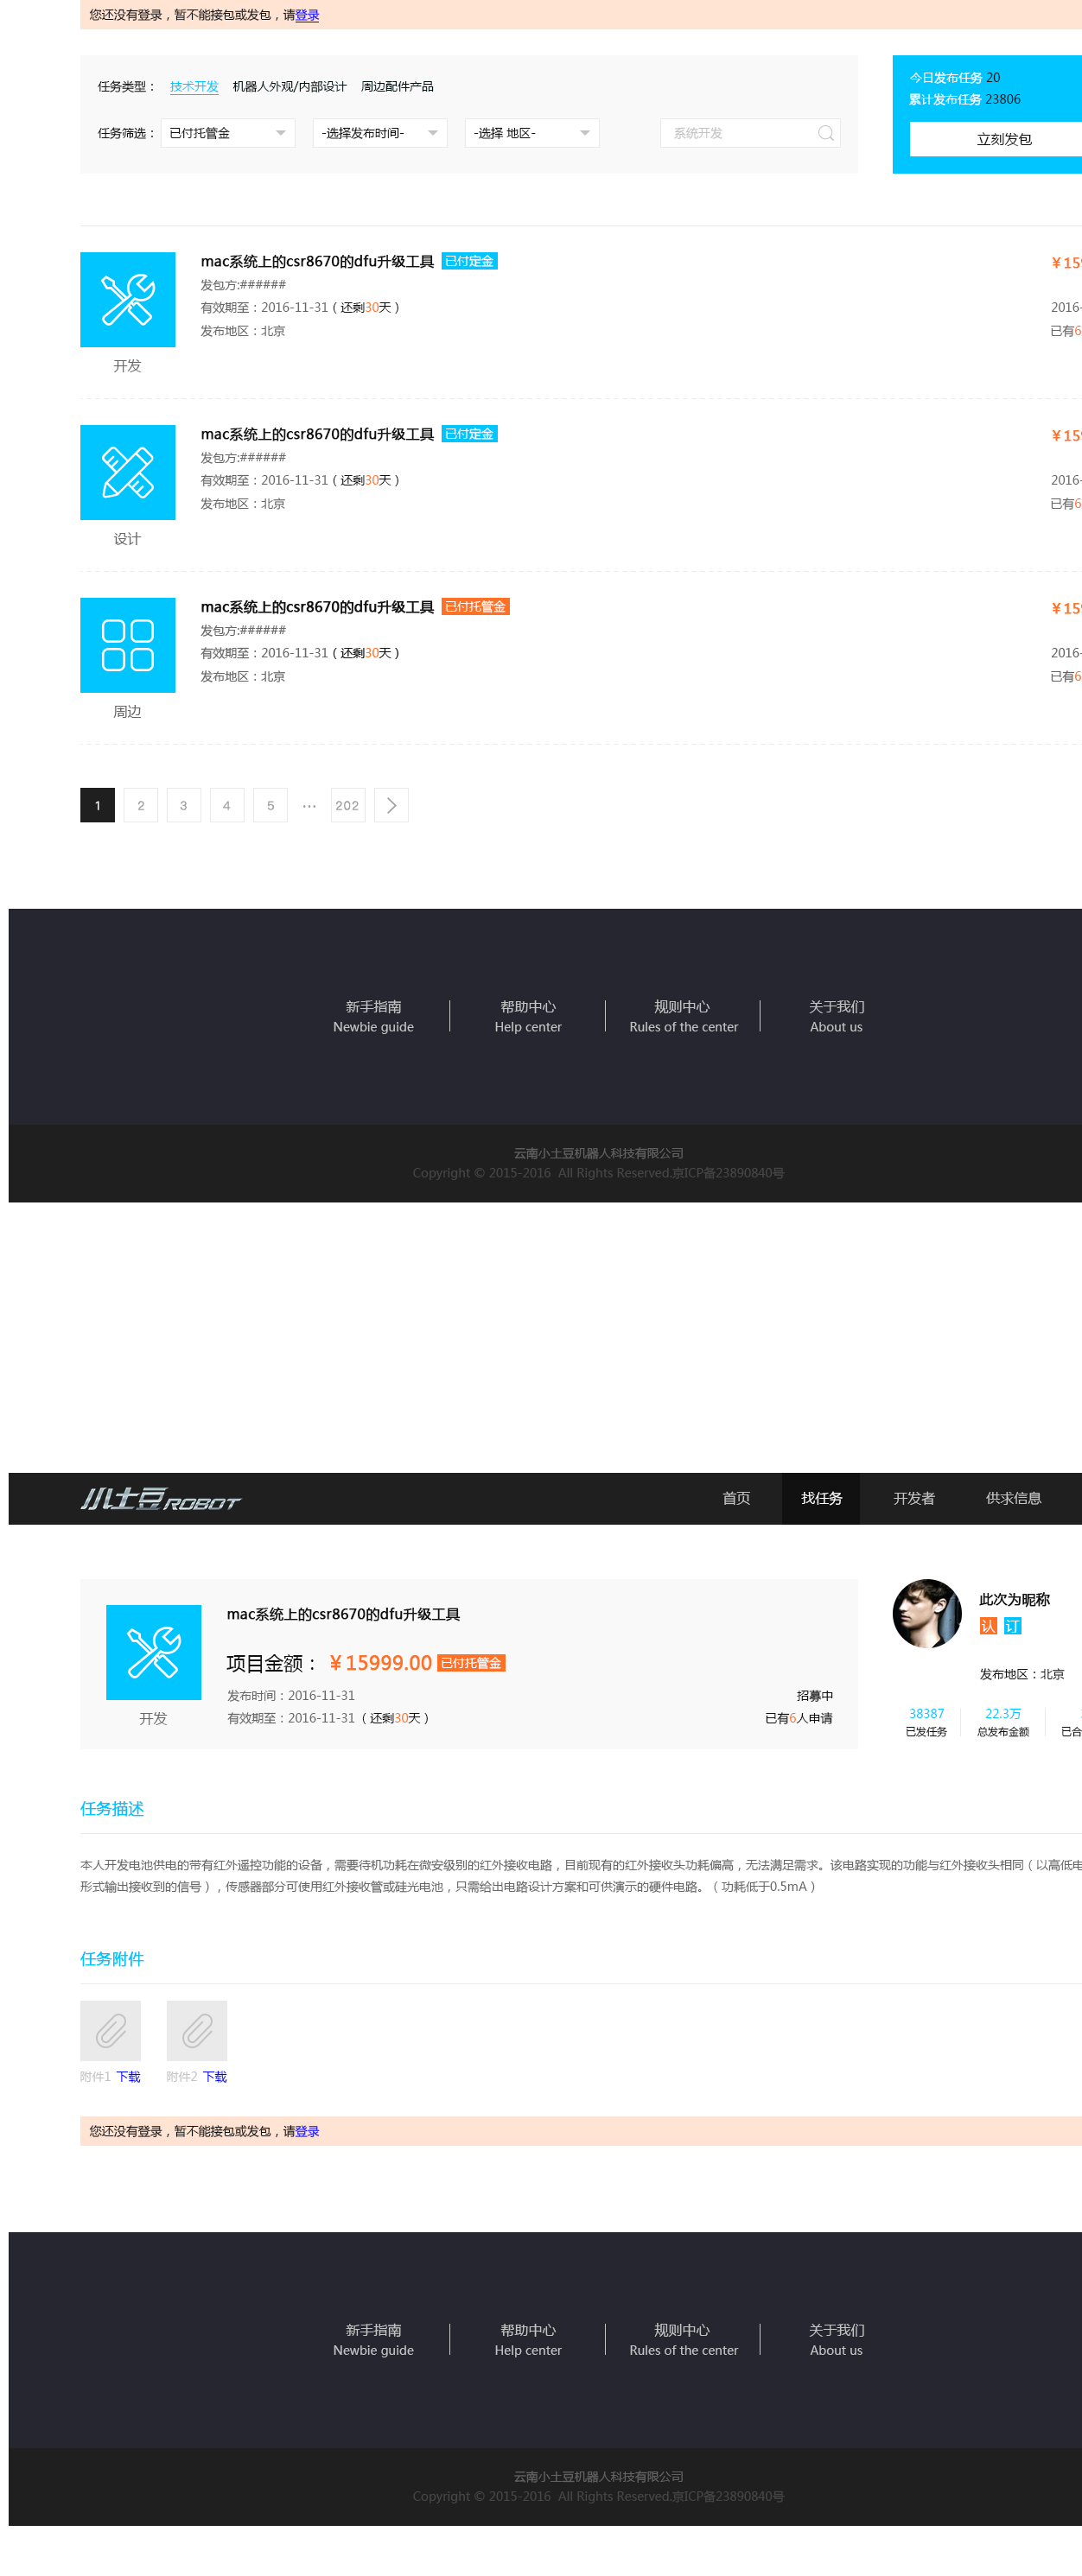 您还没有登录，暂不能接包或发包，请登录
任务类型： 技术开发 机器人外观/内部设计 周边配件产品
任务筛选： 已付托管金 -选择发布时间- -选择 地区- 系统开发
今日发布任务 20
累计发布任务 23806
立刻发包
mac系统上的csr8670的dfu升级工具 已付定金
发包方:######
有效期至：2016-11-31（还剩30天） 2016-
发布地区：北京 已有6
开发
mac系统上的csr8670的dfu升级工具 已付定金
发包方:######
有效期至：2016-11-31（还剩30天） 2016-
发布地区：北京 已有6
设计
mac系统上的csr8670的dfu升级工具 已付托管金
发包方:######
有效期至：2016-11-31（还剩30天） 2016-
发布地区：北京 已有6
周边
1 2 3 4 5 ··· 202
新手指南 帮助中心 规则中心 关于我们
Newbie guide Help center Rules of the center About us
云南小土豆机器人科技有限公司
Copyright © 2015-2016 All Rights Reserved.京ICP备23890840号
小土豆ROBOT 首页 找任务 开发者 供求信息
mac系统上的csr8670的dfu升级工具
项目金额：￥15999.00 已付托管金
发布时间：2016-11-31 招募中
有效期至：2016-11-31（还剩30天） 已有6人申请
开发
此次为昵称
认 订
发布地区：北京
38387 22.3万
已发任务 总发布金额 已合
任务描述
本人开发电池供电的带有红外遥控功能的设备，需要待机功耗在微安级别的红外接收电路，目前现有的红外接收头功耗偏高，无法满足需求。该电路实现的功能与红外接收头相同（以高低电
形式输出接收到的信号），传感器部分可使用红外接收管或硅光电池，只需给出电路设计方案和可供演示的硬件电路。（功耗低于0.5mA）
任务附件
附件1 下载 附件2 下载
您还没有登录，暂不能接包或发包，请登录
新手指南 帮助中心 规则中心 关于我们
Newbie guide Help center Rules of the center About us
云南小土豆机器人科技有限公司
Copyright © 2015-2016 All Rights Reserved.京ICP备23890840号